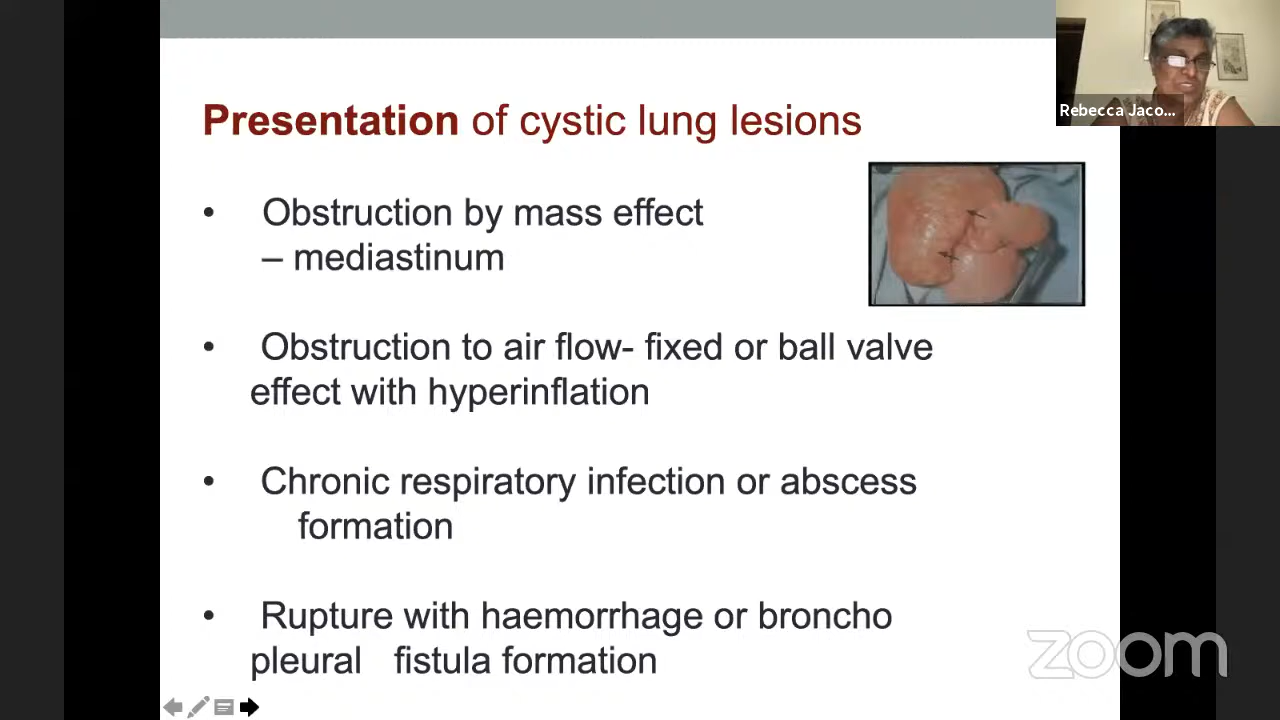 Presentation of cystic lung lesions
Rebecca Jaco...
• Obstruction by mass effect
– mediastinum
• Obstruction to air flow- fixed or ball valve
effect with hyperinflation
• Chronic respiratory infection or abscess
formation
• Rupture with haemorrhage or broncho
pleural fistula formation
zoom